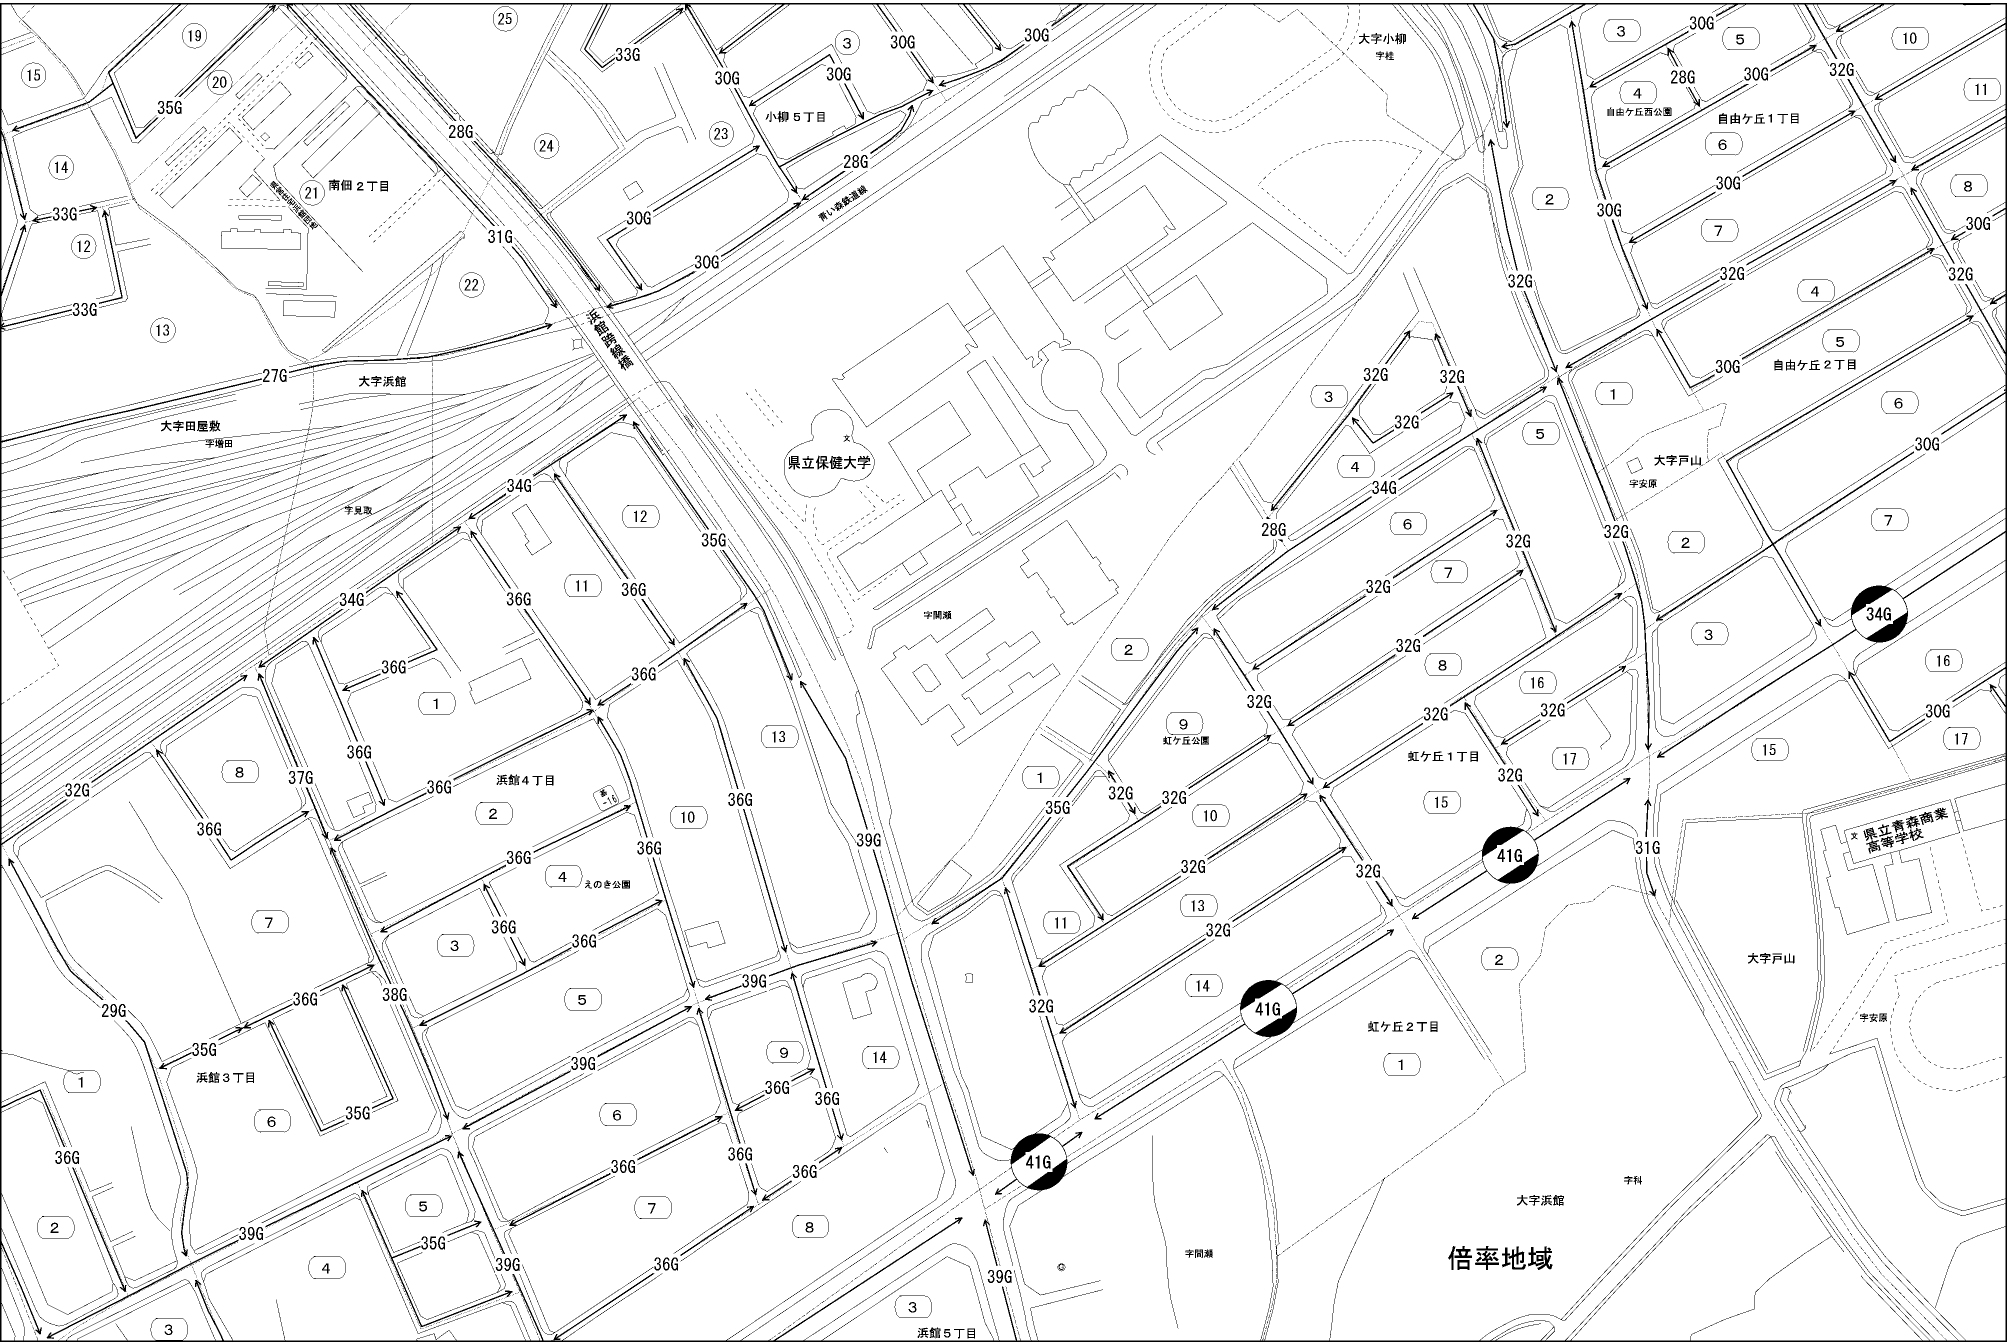 25
19
3
15
20
35G
33G
30G
30G
30G
30G
大字小柳
字桂
3
30G
5
10
32G
28G
30G
4
自由ケ丘西公園
11
自由ケ丘1丁目
6
小柳5丁目
23
24
28G
14
21
南佃2丁目
28G
青い森鉄道線
2
30G
8
30G
7
30G
33G
12
30G
31G
30G
22
32G
32G
32G
33G
13
4
5
浜館跨線橋
27G
大字浜館
30G
自由ケ丘2丁目
32G
32G
3
32G
1
6
大字田屋敷
字増田
5
30G
県立保健大学
文
4
大字戸山
字安原
34G
34G
字見取
12
28G
6
7
35G
32G
32G
2
11
36G
36G
32G
7
34G
字間瀬
34G
3
2
32G
8
16
36G
36G
1
16
32G
32G
32G
30G
9
虹ケ丘公園
13
17
15
37G
36G
8
虹ケ丘1丁目
17
32G
浜館4丁目
1
32G
32G
32G
36G
36G
36G
基-16
15
35G
2
10
10
36G
39G
36G
36G
41G
31G
文 県立青森商業
高等学校
32G
32G
4
えのき公園
7
11
13
36G
3
36G
32G
大字戸山
2
39G
14
38G
5
36G
29G
32G
41G
字安原
35G
虹ケ丘2丁目
浜館3丁目
39G
9
14
1
1
36G
36G
35G
6
6
36G
36G
41G
36G
36G
5
7
大字浜館
字科
2
39G
35G
8
字間瀬
倍率地域
4
39G
36G
39G
3
3
浜館5丁目